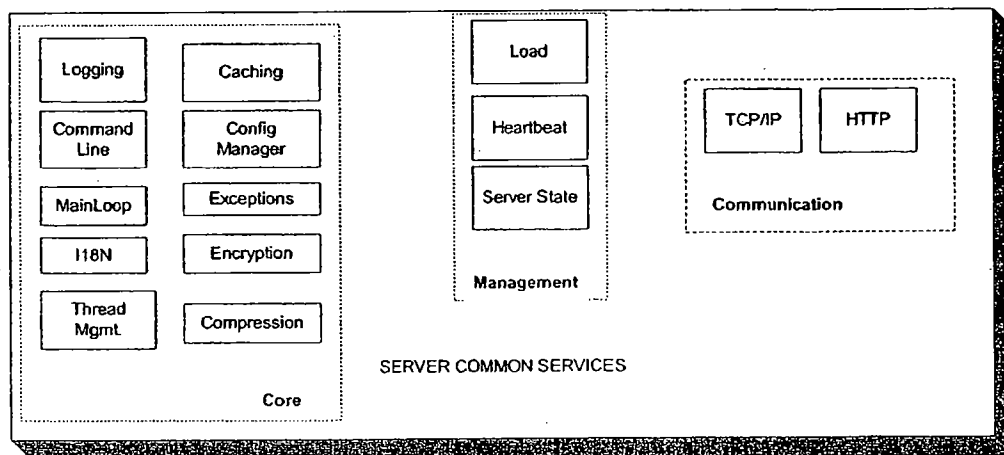 Logging
Caching
Command
Line
Config
Manager
MainLoop
Exceptions
I18N
Encryption
Thread
Mgmt.
Compression
Core
Load
Heartbeat
Server State
Management
TCP/IP
HTTP
Communication
SERVER COMMON SERVICES